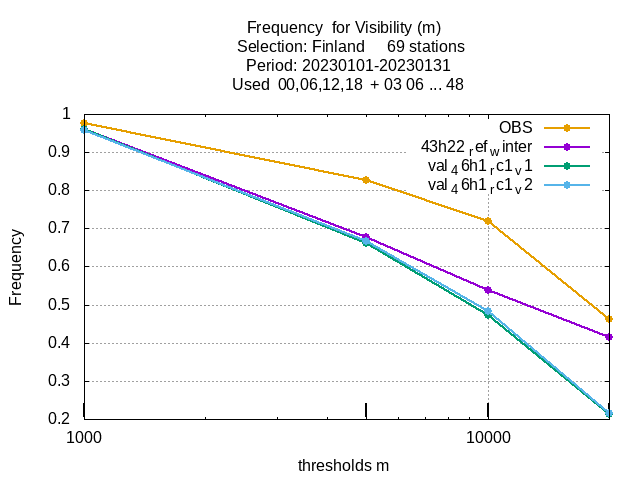 Frequency for Visibility (m)
Selection: Finland 69 stations
Period: 20230101-20230131
Used 00,06,12,18 + 03 06 ... 48
OBS
43h22_ref_winter
val_46h1_rc1_v1
val_46h1_rc1_v2
1
0.9
0.8
0.7
0.6
0.5
0.4
0.3
0.2
Frequency
1000 10000
thresholds m